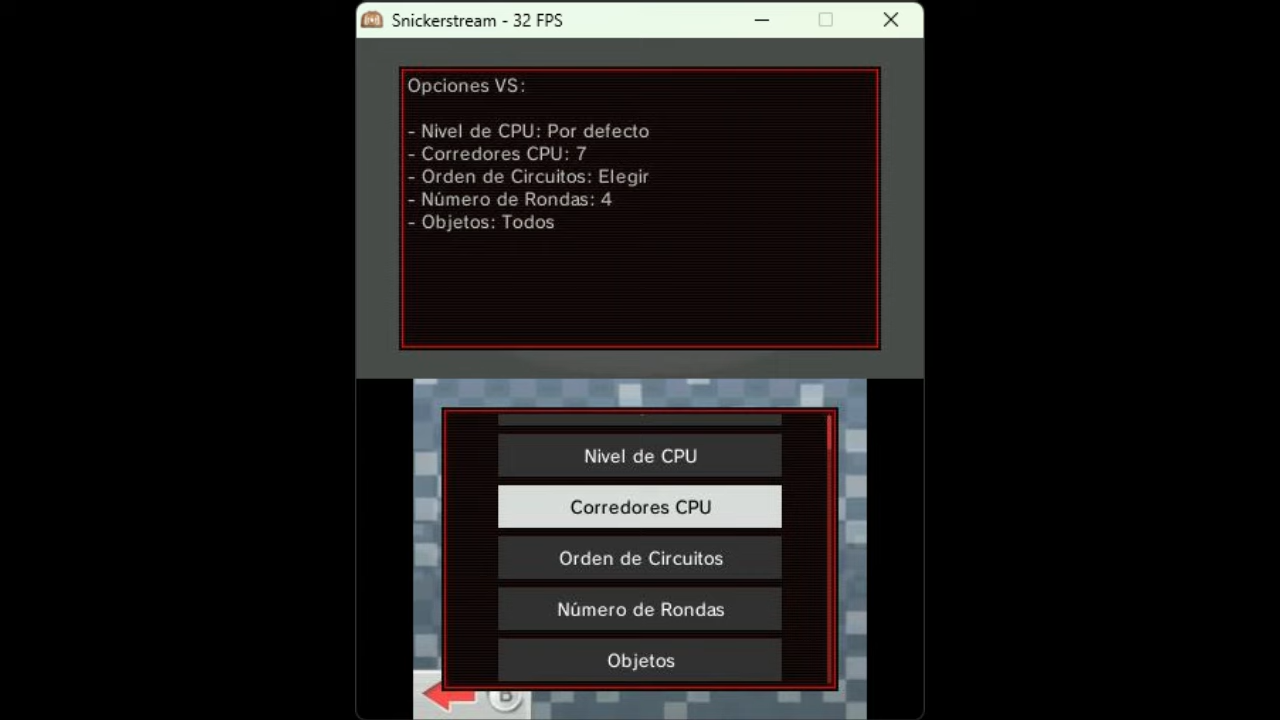 Snickerstream - 32 FPS
Opciones VS:
- Nivel de CPU: Por defecto
- Corredores CPU: 7
- Orden de Circuitos: Elegir
- Número de Rondas: 4
- Objetos: Todos
Nivel de CPU
Corredores CPU
Orden de Circuitos
Número de Rondas
Objetos
B